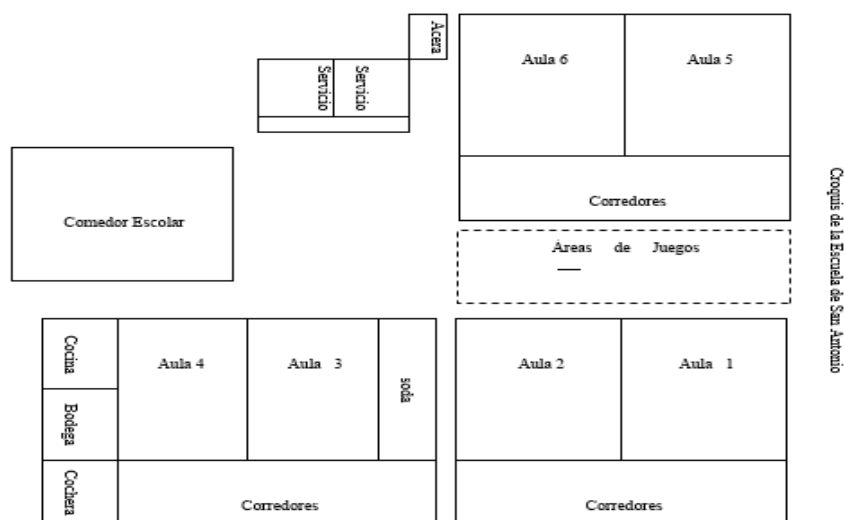 Acera
Aula 6
Aula 5
Servicio
Servicio
Corredores
Comedor Escolar
Áreas de Juegos
Croquis de la Escuela de San Antonio
Cocina
Aula 4
Aula 3
soda
Aula 2
Aula 1
Bodega
Cochera
Corredores
Corredores